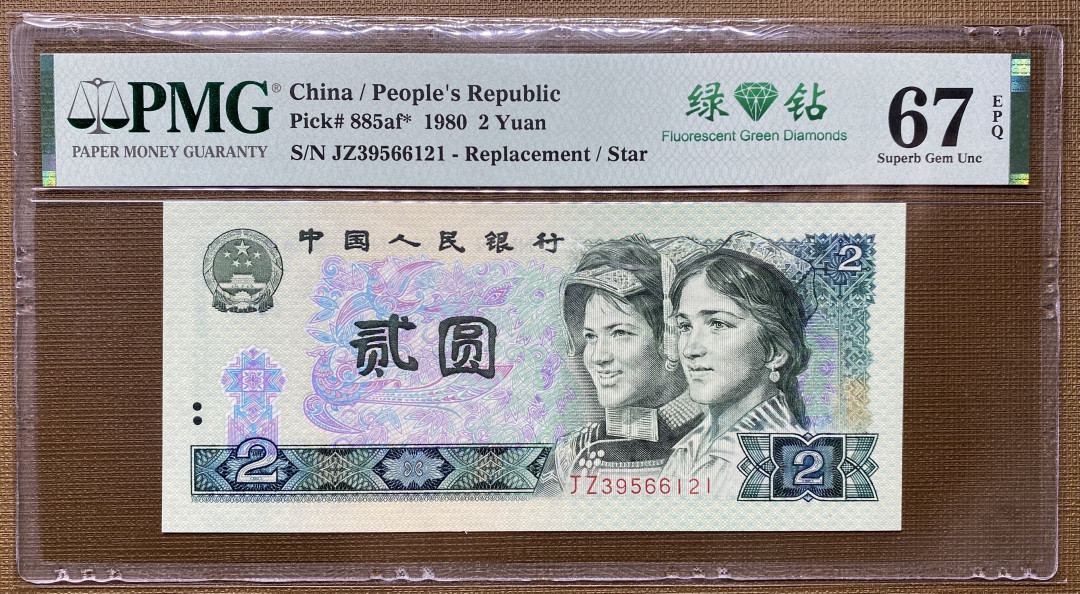 PMG®
PAPER MONEY GUARANTY
China / People's Republic
Pick# 885af* 1980 2 Yuan
S/N JZ39566121 - Replacement / Star
绿 钻
Fluorescent Green Diamonds
67
EPQ
Superb Gem Unc
中国人民银行
2
贰圆
2
JZ39566121
2